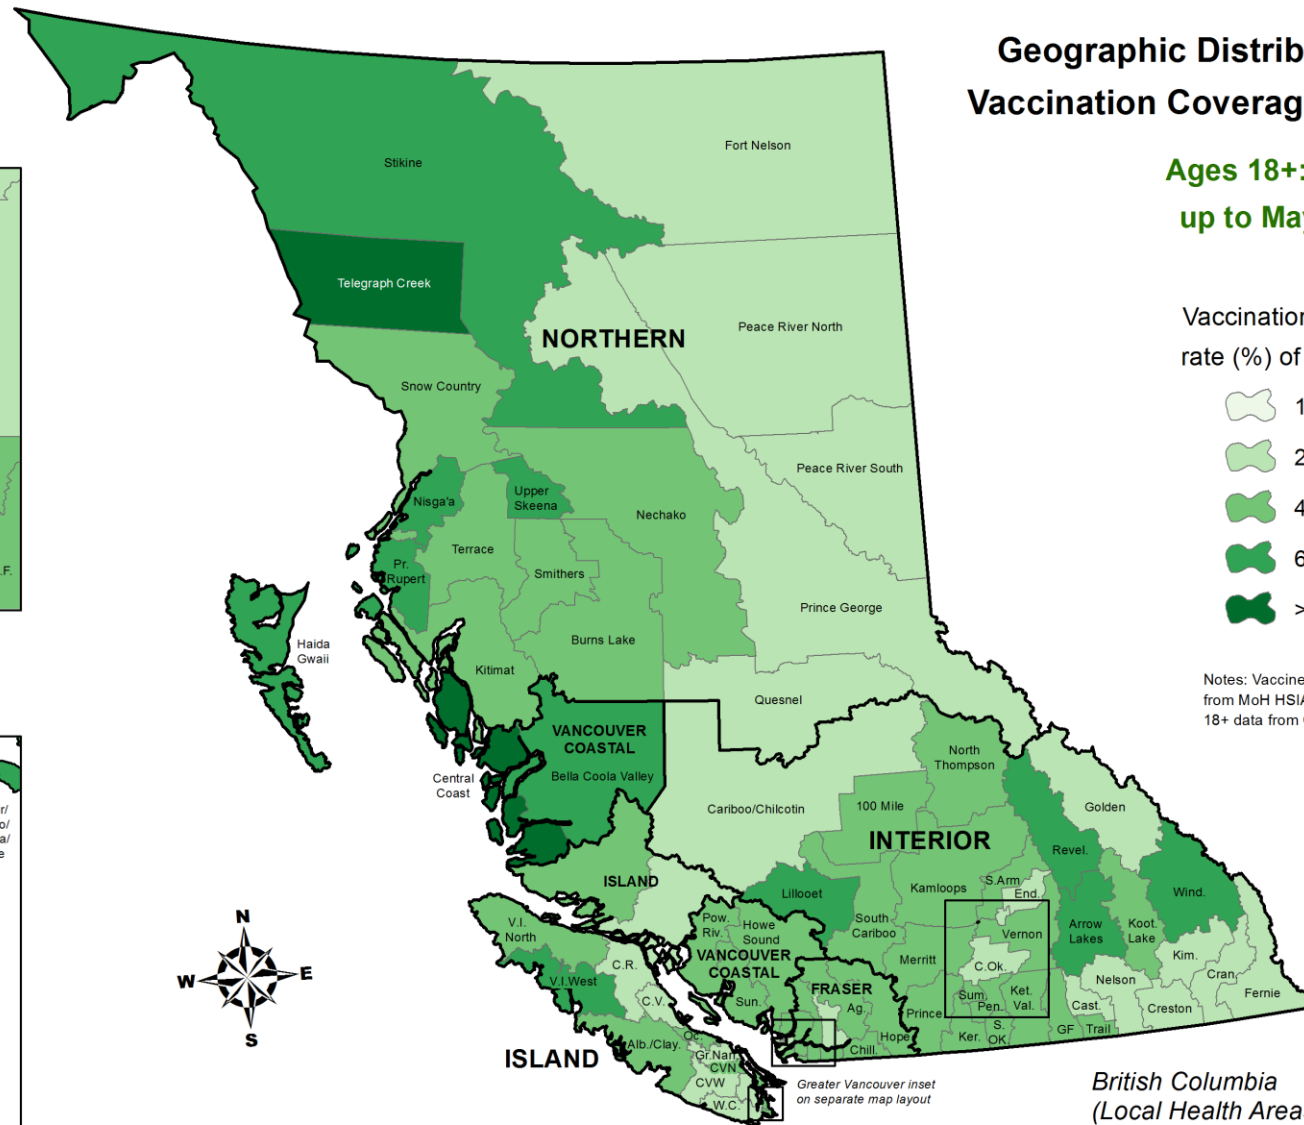 Geographic Distrib
Vaccination Coverag
Ages 18+:
up to May
Vaccination
rate (%) of
1
2
4
6
>
Notes: Vaccine
from MoH HSIA
18+ data from
Fort Nelson
Stikine
Telegraph Creek
NORTHERN
Peace River North
Snow Country
Peace River South
Nisga'a
Upper
Skeena
Nechako
Terrace
Pr.
Rupert
Smithers
.F.
Prince George
Haida
Gwaii
Burns Lake
Kitimat
Quesnel
VANCOUVER
COASTAL
Bella Coola Valley
Central
Coast
North
Thompson
Cariboo/Chilcotin
100 Mile
Golden
r/
o/
a/
e
INTERIOR
Revel.
ISLAND
Lillooet
Kamloops
S.Arm
End.
Wind.
N
W
E
S
V.I.
North
Pow.
Riv.
Howe
Sound
South
Cariboo
Vernon
Arrow
Lakes
Koot.
Lake
VANCOUVER
COASTAL
Merritt
C.Ok.
Kim.
C.R.
V.I.West
Nelson
Cran.
Fernie
C.V.
Sun.
FRASER
Ag.
Prince
Sum.
Pen.
Ket.
Val.
Cast.
Creston
Oc.
Alb./Clay.
Hope
Chill.
Ker.
S.
OK
GF
Trail
ISLAND
Gr.Nan.
CVN
CVW
W.C.
Greater Vancouver inset
on separate map layout
British Columbia
(Local Health Areas